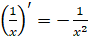 (1/x)′ = −1/x²